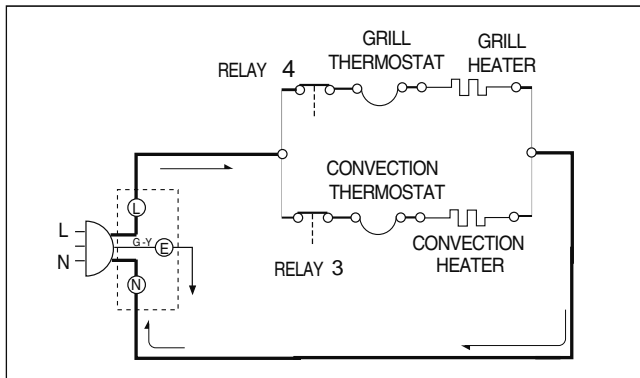 GRILL
THERMOSTAT
GRILL
HEATER
RELAY 4
CONVECTION
THERMOSTAT
L
L
G-Y
E
N
N
CONVECTION
HEATER
RELAY 3